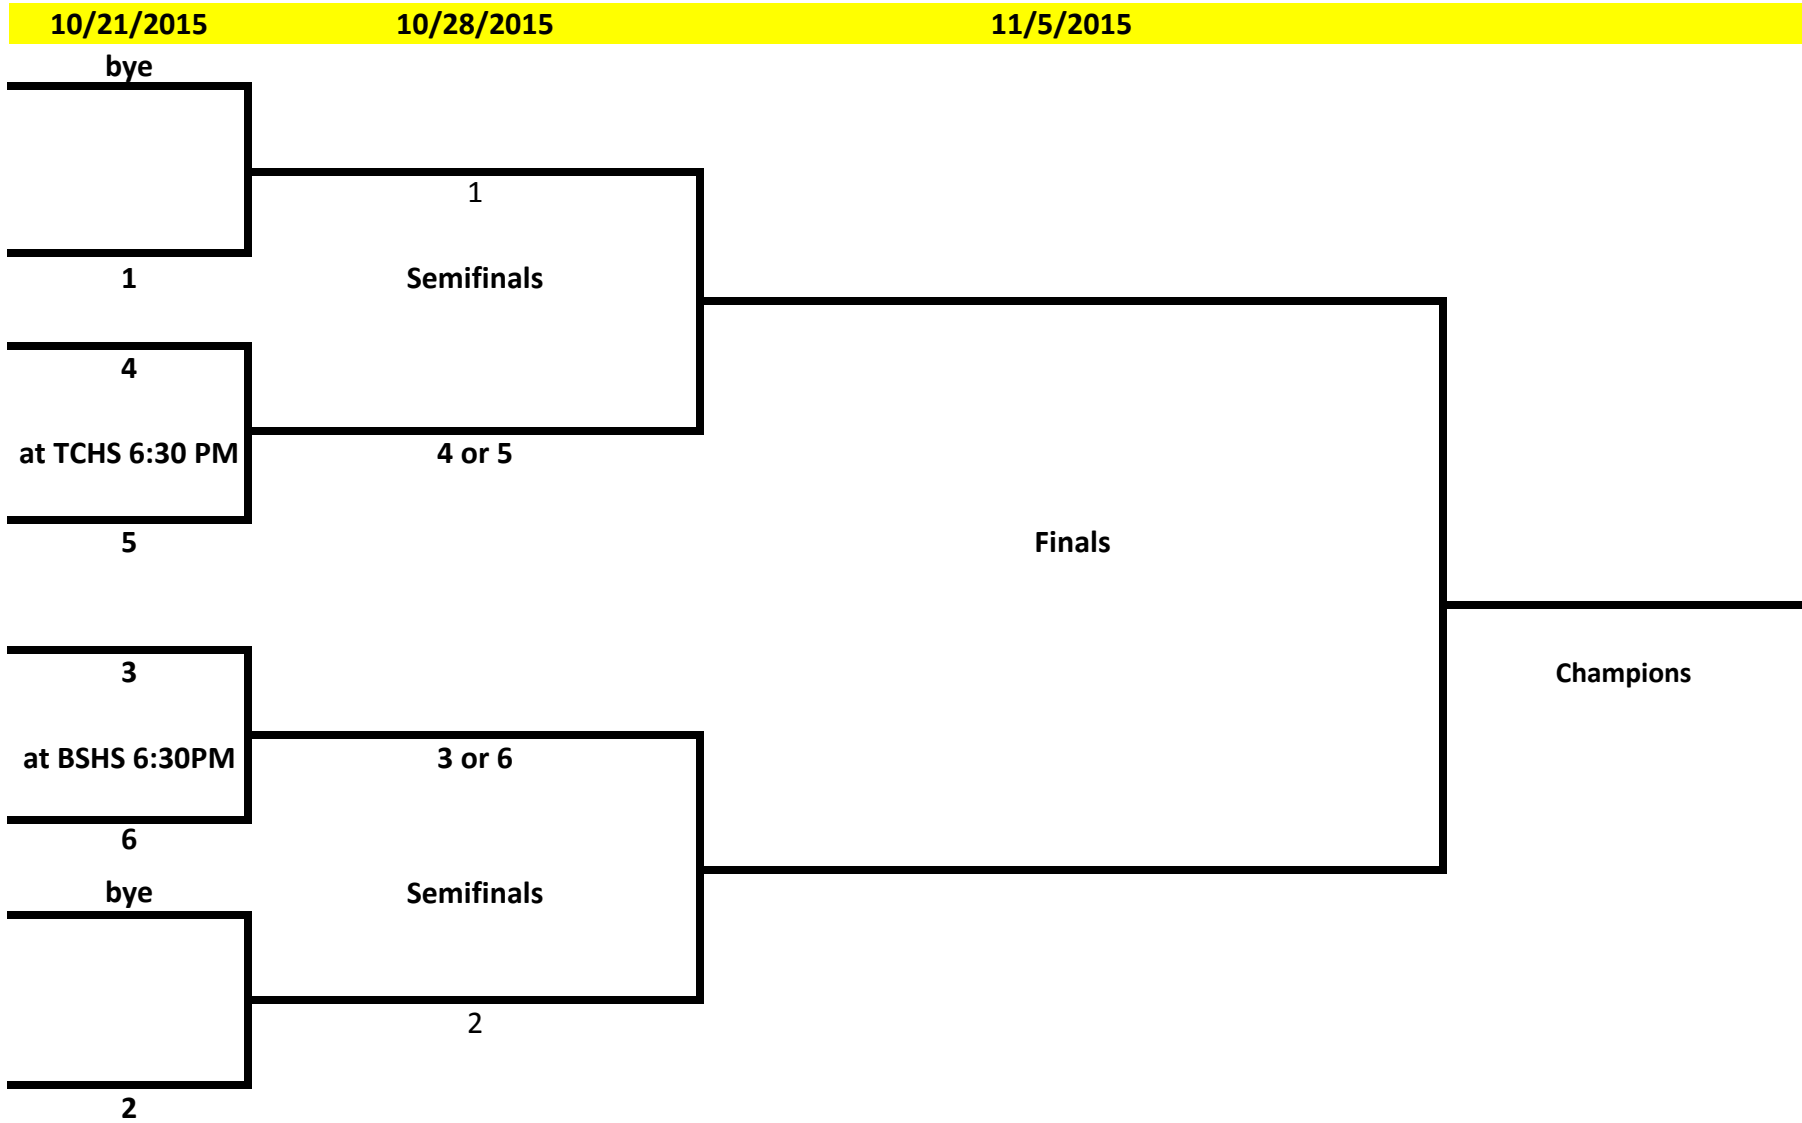 10/21/2015 10/28/2015 11/5/2015
bye
1
1 Semifinals
4
at TCHS 6:30 PM 4 or 5
5 Finals
3 Champions
at BSHS 6:30PM 3 or 6
6
bye Semifinals
2
2